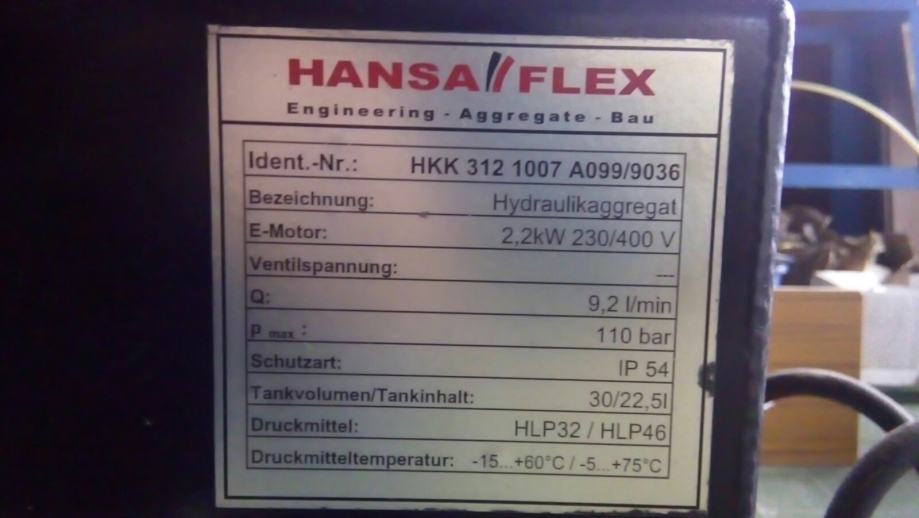 HANSA FLEX
Engineering - Aggregate - Bau
Ident.-Nr.: HKK 312 1007 A099/9036
Bezeichnung: Hydraulikaggregat
E-Motor: 2,2kW 230/400 V
Ventilspannung: ---
Q: 9,2 l/min
p max : 110 bar
Schutzart: IP 54
Tankvolumen/Tankinhalt: 30/22,5l
Druckmittel: HLP32 / HLP46
Druckmitteltemperatur: -15...+60°C / -5...+75°C